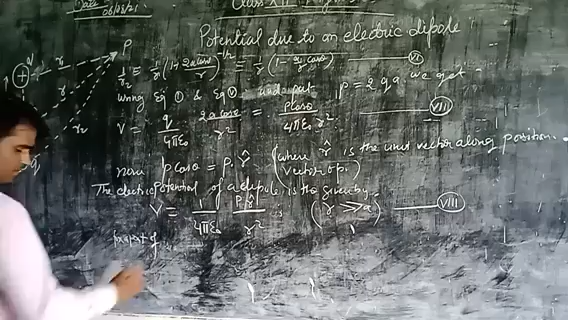 Date 06/08/21
Class XII
Potential due to an electric dipole
P
r
r
r2
q
1/r2 ≡ 1/r (1+ 2a cosθ/r)^-1/2 ≡ 1/r (1- a/r cosθ) — VI
using Eq ① & Eq Ⓥ and put p = 2qa we get
V = q/4πε₀ 2a cosθ/r² = p cosθ/4πε₀ r² — VII
now p cosθ = P. r̂ (where r̂ is the unit vector along position
vector op.)
The electric potential of a dipole is the given by
V = 1/4πε₀ P.r̂/r² ; (r >> a) — VIII